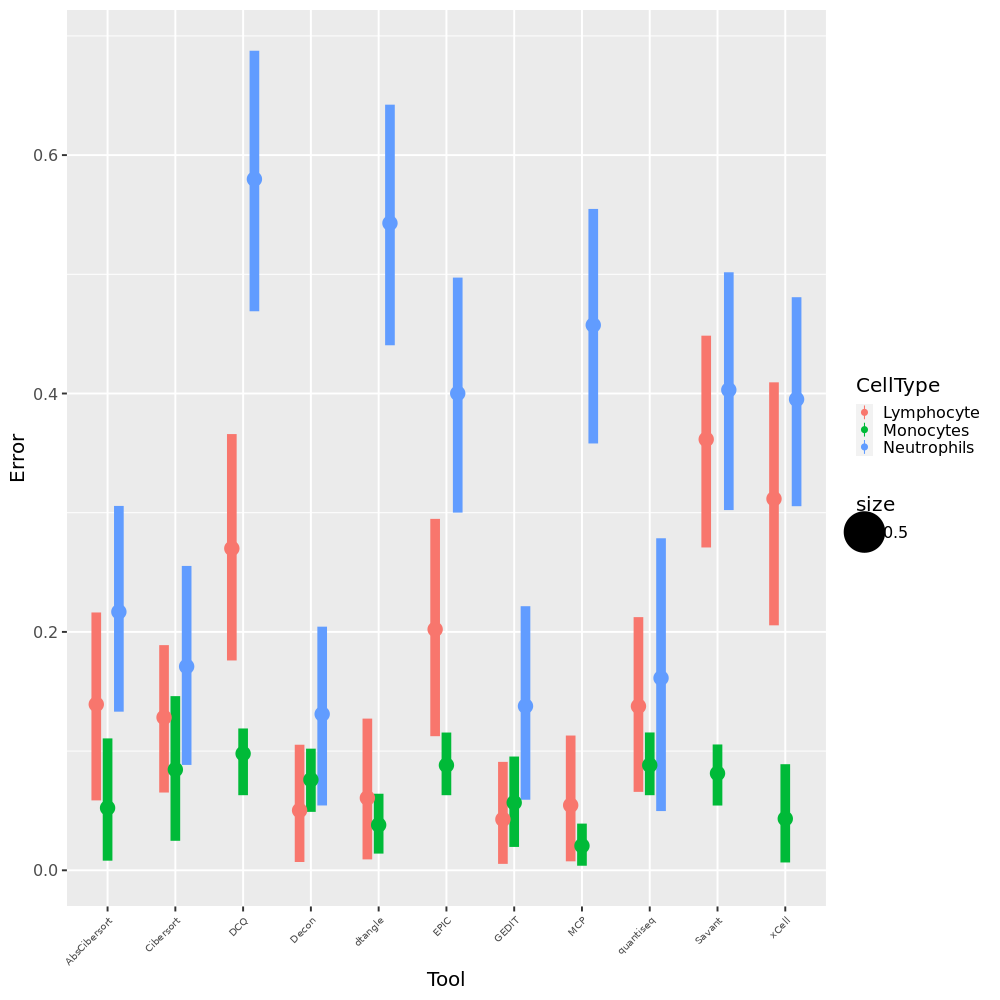 0.6
0.4
0.2
0.0
Error
AbsCibersort
Cibersort
DCQ
Decon
dtangle
EPIC
GEDIT
MCP
quantiseq
Savant
xCell
Tool
CellType
Lymphocyte
Monocytes
Neutrophils
size
0.5